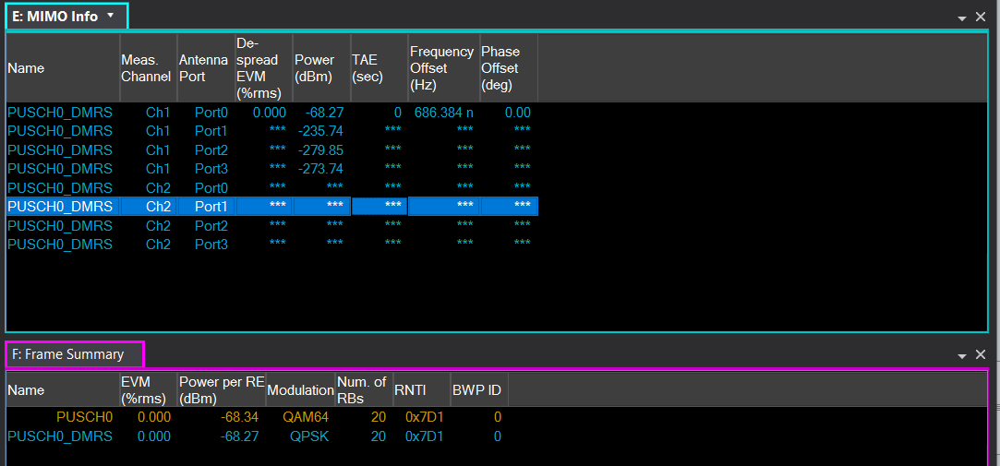 E: MIMO Info
Name Meas. Channel Antenna Port De-spread EVM (%rms) Power (dBm) TAE (sec) Frequency Offset (Hz) Phase Offset (deg)
PUSCH0_DMRS Ch1 Port0 0.000 -68.27 0 686.384 n 0.00
PUSCH0_DMRS Ch1 Port1 *** -235.74 *** *** ***
PUSCH0_DMRS Ch1 Port2 *** -279.85 *** *** ***
PUSCH0_DMRS Ch1 Port3 *** -273.74 *** *** ***
PUSCH0_DMRS Ch2 Port0 *** *** *** *** ***
PUSCH0_DMRS Ch2 Port1 *** *** *** *** ***
PUSCH0_DMRS Ch2 Port2 *** *** *** *** ***
PUSCH0_DMRS Ch2 Port3 *** *** *** *** ***
F: Frame Summary
Name EVM (%rms) Power per RE (dBm) Modulation Num. of RBs RNTI BWP ID
PUSCH0 0.000 -68.34 QAM64 20 0x7D1 0
PUSCH0_DMRS 0.000 -68.27 QPSK 20 0x7D1 0